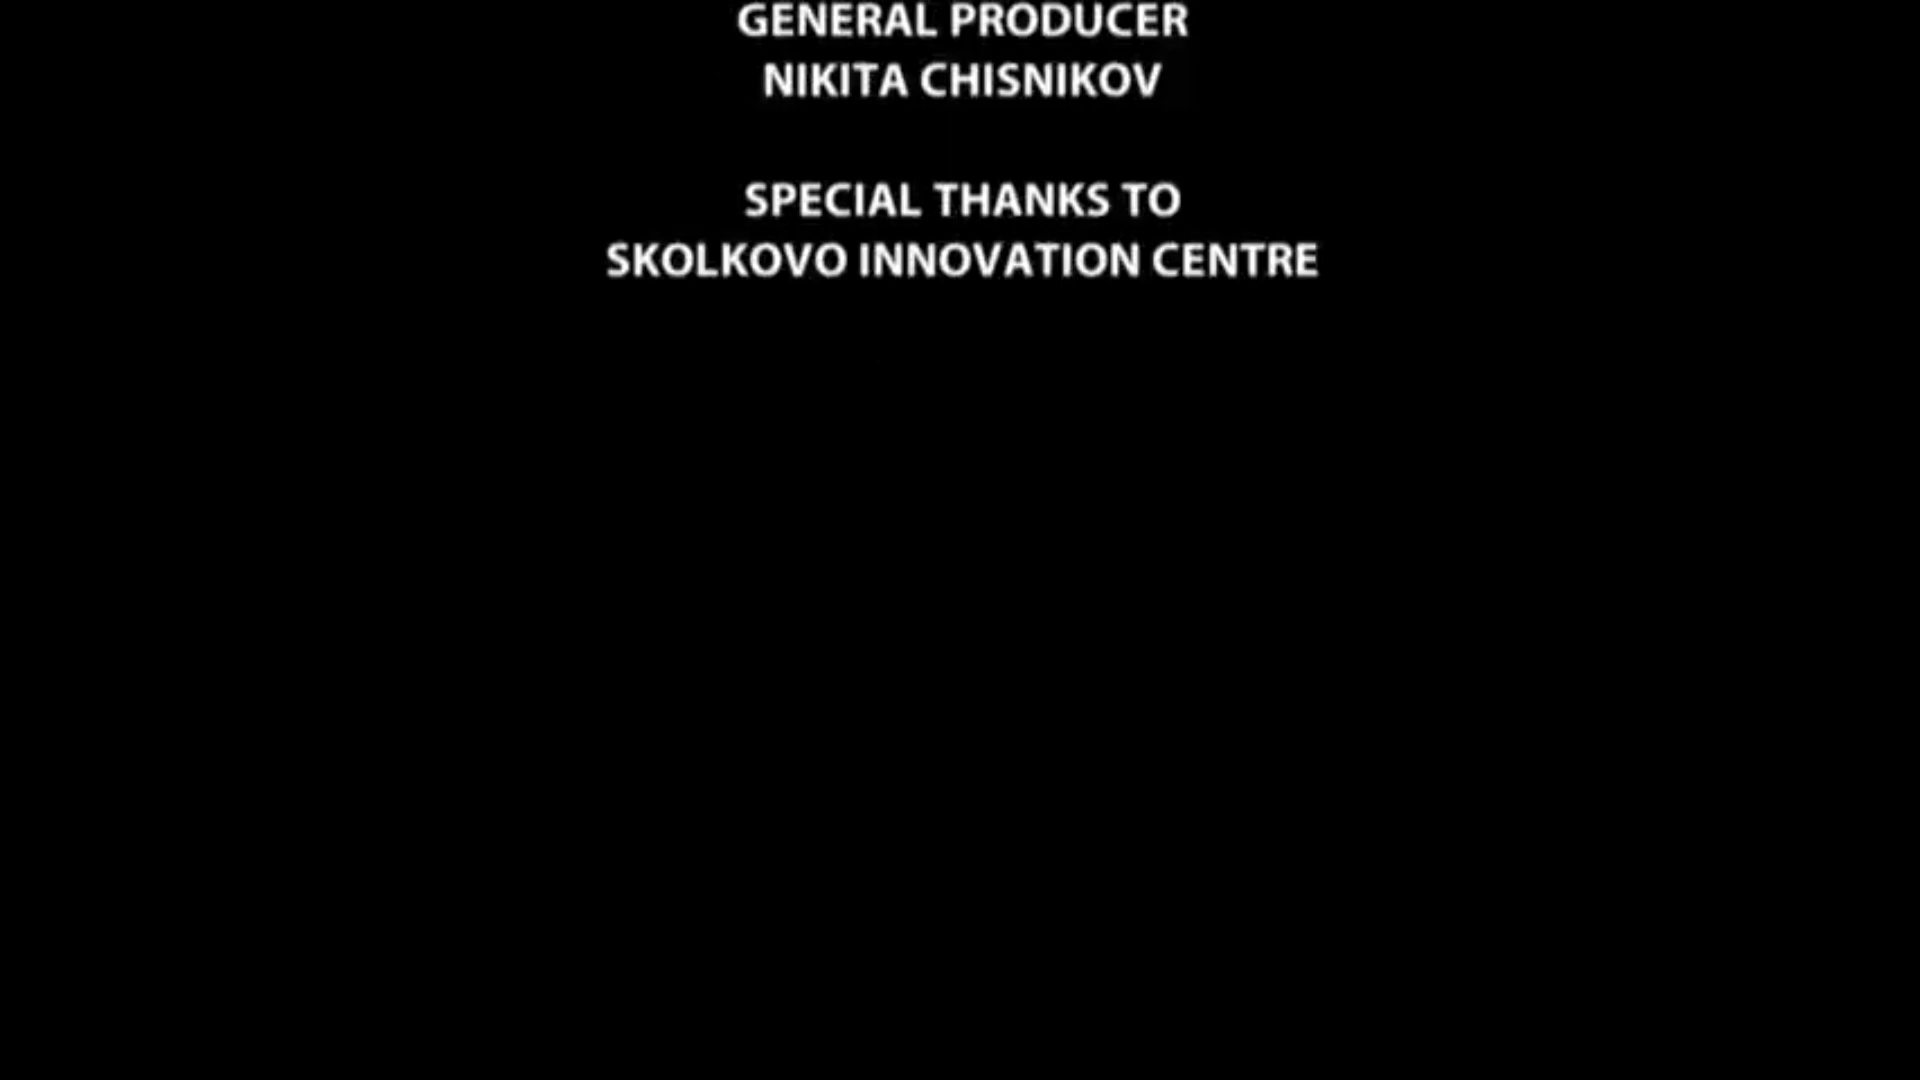 GENERAL PRODUCER
NIKITA CHISNIKOV
SPECIAL THANKS TO
SKOLKOVO INNOVATION CENTRE